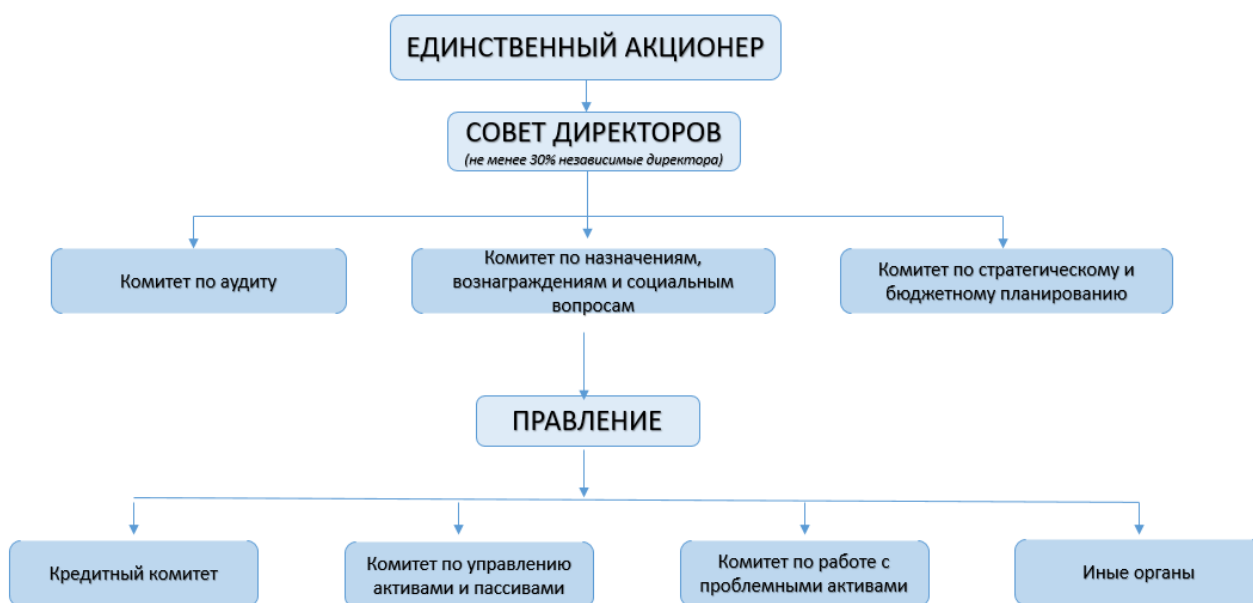 ЕДИНСТВЕННЫЙ АКЦИОНЕР
СОВЕТ ДИРЕКТОРОВ
(не менее 30% независимые директора)
Комитет по аудиту
Комитет по назначениям,
вознаграждениям и социальным
вопросам
Комитет по стратегическому и
бюджетному планированию
ПРАВЛЕНИЕ
Кредитный комитет
Комитет по управлению
активами и пассивами
Комитет по работе с
проблемными активами
Иные органы